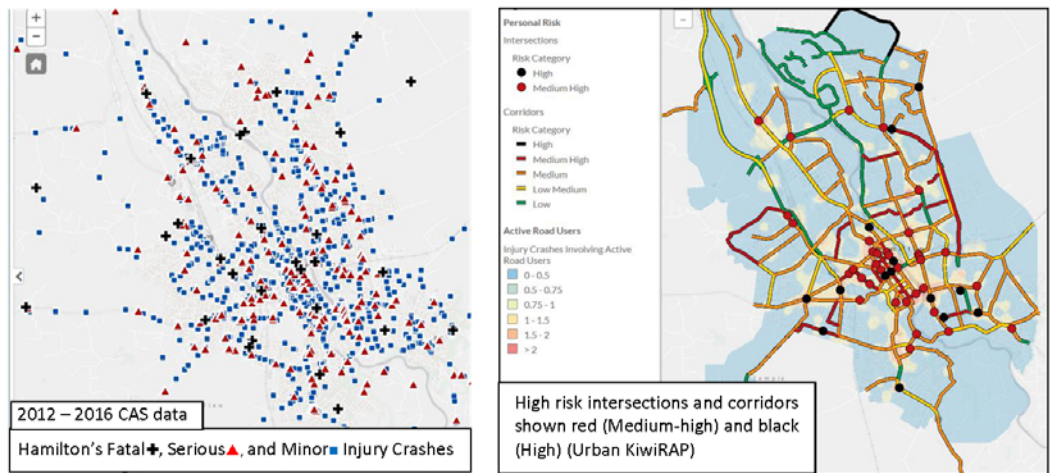 +
−
2012 – 2016 CAS data
Hamilton's Fatal✚, Serious▲, and Minor■ Injury Crashes
−
Personal Risk
Intersections
Risk Category
High
Medium High
Corridors
Risk Category
High
Medium High
Medium
Low Medium
Low
Active Road Users
Injury Crashes Involving Active
Road Users
0 - 0.5
0.5 - 0.75
0.75 - 1
1 - 1.5
1.5 - 2
> 2
High risk intersections and corridors
shown red (Medium-high) and black
(High) (Urban KiwiRAP)